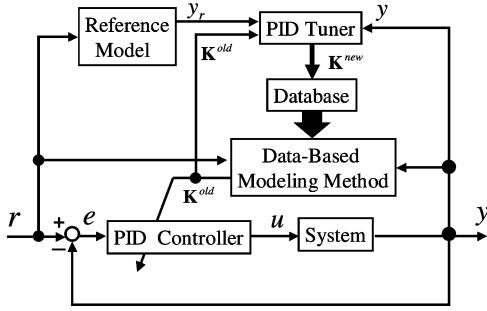 y_r
Reference
Model
PID Tuner
y
K^old
K^new
Database
Data-Based
Modeling Method
K^old
r
+
e
−
PID Controller
u
System
y